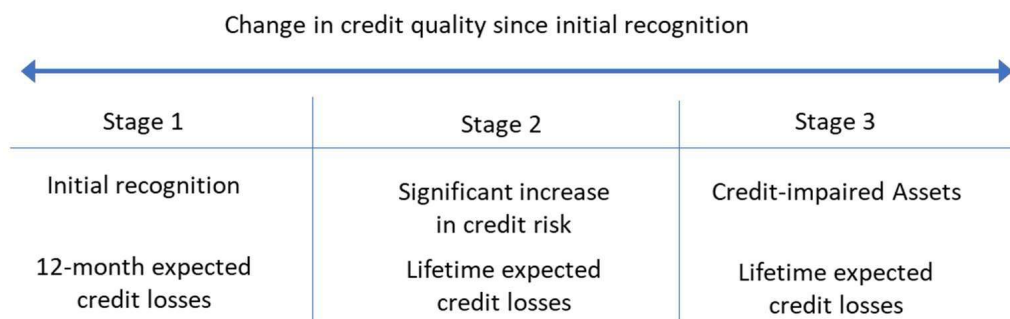 Change in credit quality since initial recognition
Stage 1
Stage 2
Stage 3
Initial recognition
Significant increase
in credit risk
Credit-impaired Assets
12-month expected
credit losses
Lifetime expected
credit losses
Lifetime expected
credit losses